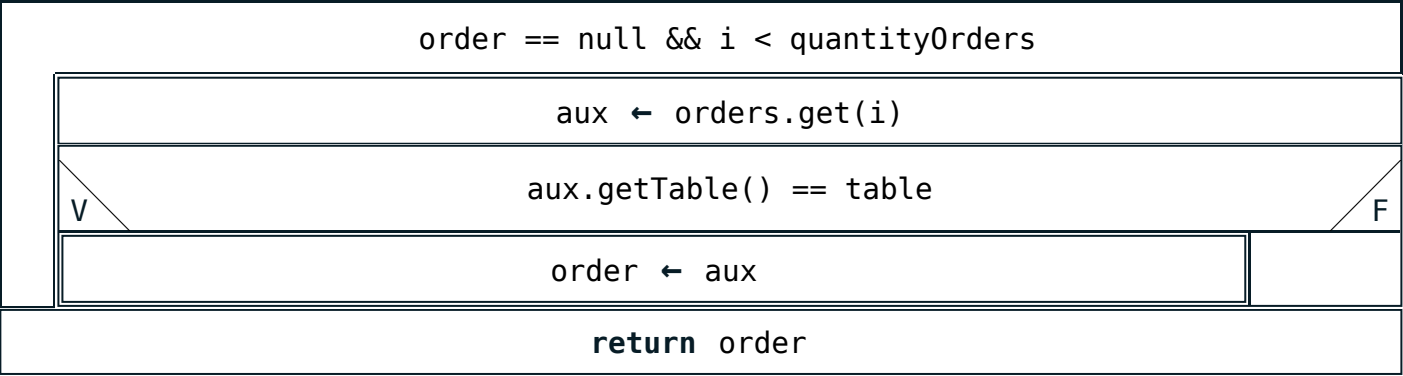 order == null && i < quantityOrders
aux ← orders.get(i)
aux.getTable() == table
V
F
order ← aux
return order